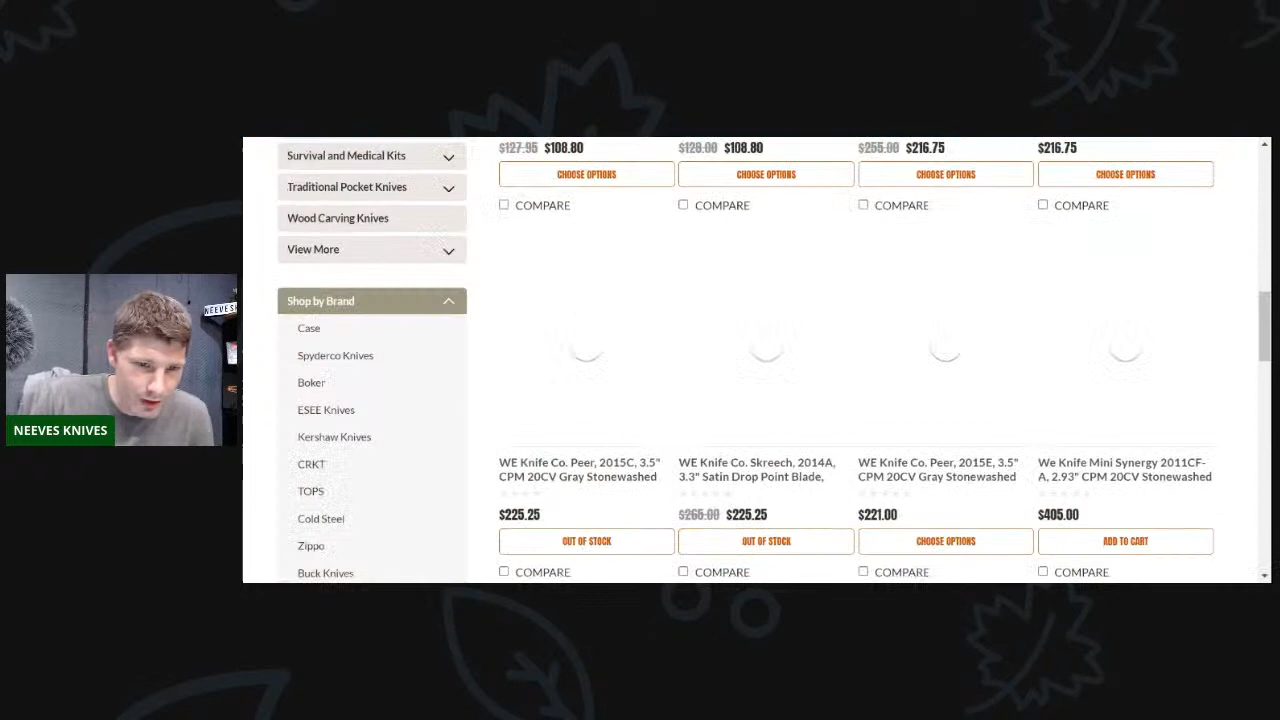 Survival and Medical Kits
Traditional Pocket Knives
Wood Carving Knives
View More
Shop by Brand
Case
Spyderco Knives
Boker
ESEE Knives
Kershaw Knives
CRKT
TOPS
Cold Steel
Zippo
Buck Knives
$127.95 $108.80
$128.00 $108.80
$255.00 $216.75
$216.75
CHOOSE OPTIONS
CHOOSE OPTIONS
CHOOSE OPTIONS
CHOOSE OPTIONS
COMPARE
COMPARE
COMPARE
COMPARE
WE Knife Co. Peer, 2015C, 3.5"
CPM 20CV Gray Stonewashed
$225.25
OUT OF STOCK
COMPARE
WE Knife Co. Skreech, 2014A,
3.3" Satin Drop Point Blade,
$265.00 $225.25
OUT OF STOCK
COMPARE
WE Knife Co. Peer, 2015E, 3.5"
CPM 20CV Gray Stonewashed
$221.00
CHOOSE OPTIONS
COMPARE
We Knife Mini Synergy 2011CF-
A, 2.93" CPM 20CV Stonewashed
$405.00
ADD TO CART
COMPARE
NEEVES KNIVES